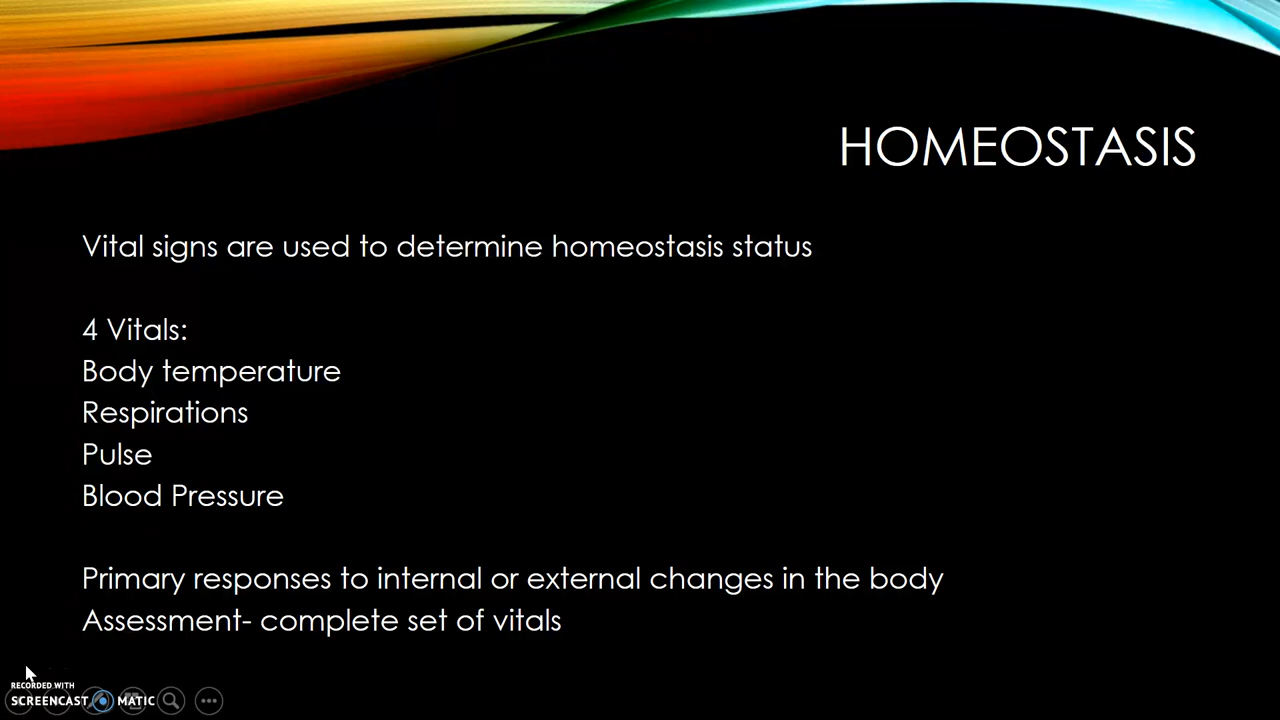 HOMEOSTASIS
Vital signs are used to determine homeostasis status
4 Vitals:
Body temperature
Respirations
Pulse
Blood Pressure
Primary responses to internal or external changes in the body
Assessment- complete set of vitals
RECORDED WITH
SCREENCAST MATIC